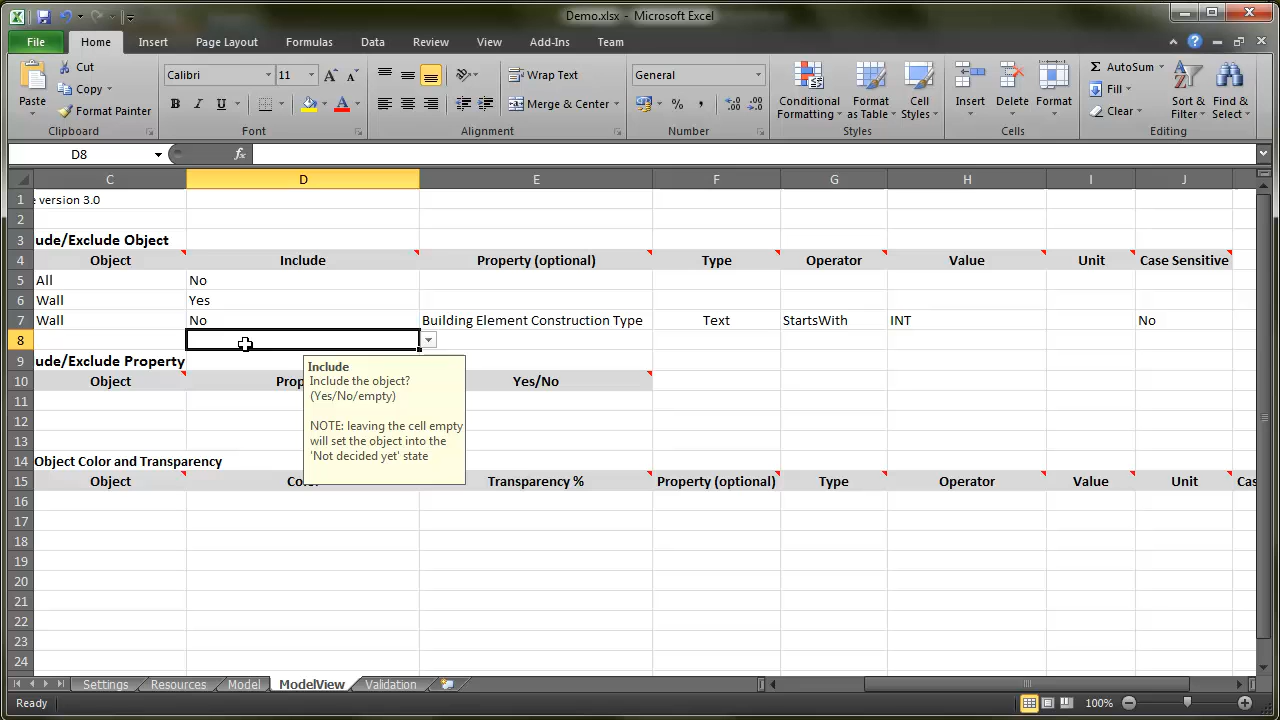 Demo.xlsx - Microsoft Excel
File Home Insert Page Layout Formulas Data Review View Add-Ins Team
Paste
Cut
Copy
Format Painter
Clipboard
Calibri 11
B I U
Font
Wrap Text
Merge & Center
Alignment
General
Number
Conditional Formatting
Format as Table
Cell Styles
Styles
Insert
Delete
Format
Cells
AutoSum
Fill
Clear
Sort & Filter
Find & Select
Editing
D8 fx
C D E F G H I J
1 e version 3.0
2
3 ude/Exclude Object
4 Object Include Property (optional) Type Operator Value Unit Case Sensitive
5 All No
6 Wall Yes
7 Wall No Building Element Construction Type Text StartsWith INT No
8
9 ude/Exclude Property
10 Object Prop Yes/No
11
12
13
14 Object Color and Transparency
15 Object Colo Transparency % Property (optional) Type Operator Value Unit Cas
16
17
18
19
20
21
22
23
24
Include
Include the object?
(Yes/No/empty)
NOTE: leaving the cell empty
will set the object into the
'Not decided yet' state
Settings Resources Model ModelView Validation
Ready 100%